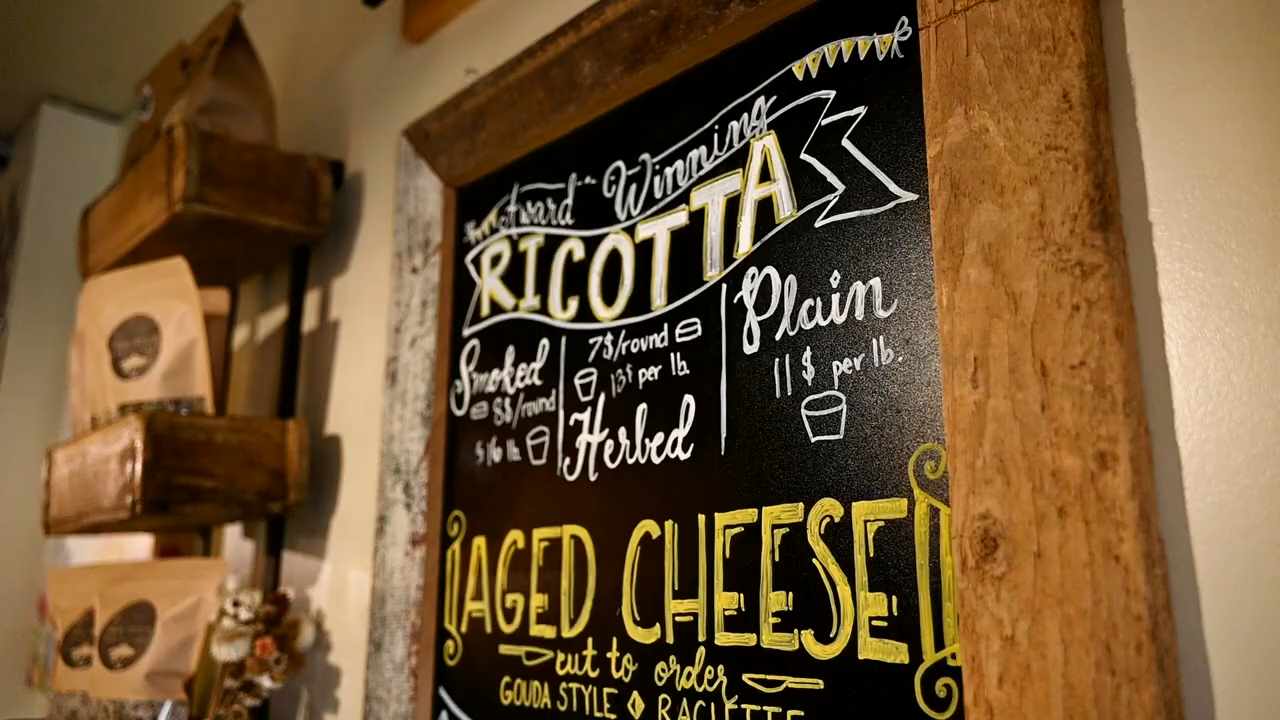 Award Winning
RICOTTA
Smoked
8$/round
$16 lb.
7$/round
13$ per lb.
Herbed
Plain
11$ per lb.
AGED CHEESE
cut to order
GOUDA STYLE ◊ RACLETTE